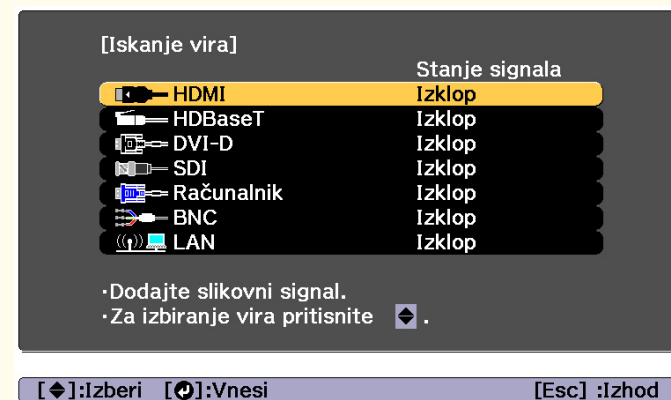 [Iskanje vira]
Stanje signala
HDMI Izklop
HDBaseT Izklop
DVI-D Izklop
SDI Izklop
Računalnik Izklop
BNC Izklop
LAN Izklop
·Dodajte slikovni signal.
·Za izbiranje vira pritisnite .
[ ]:Izberi [ ]:Vnesi [Esc] :Izhod